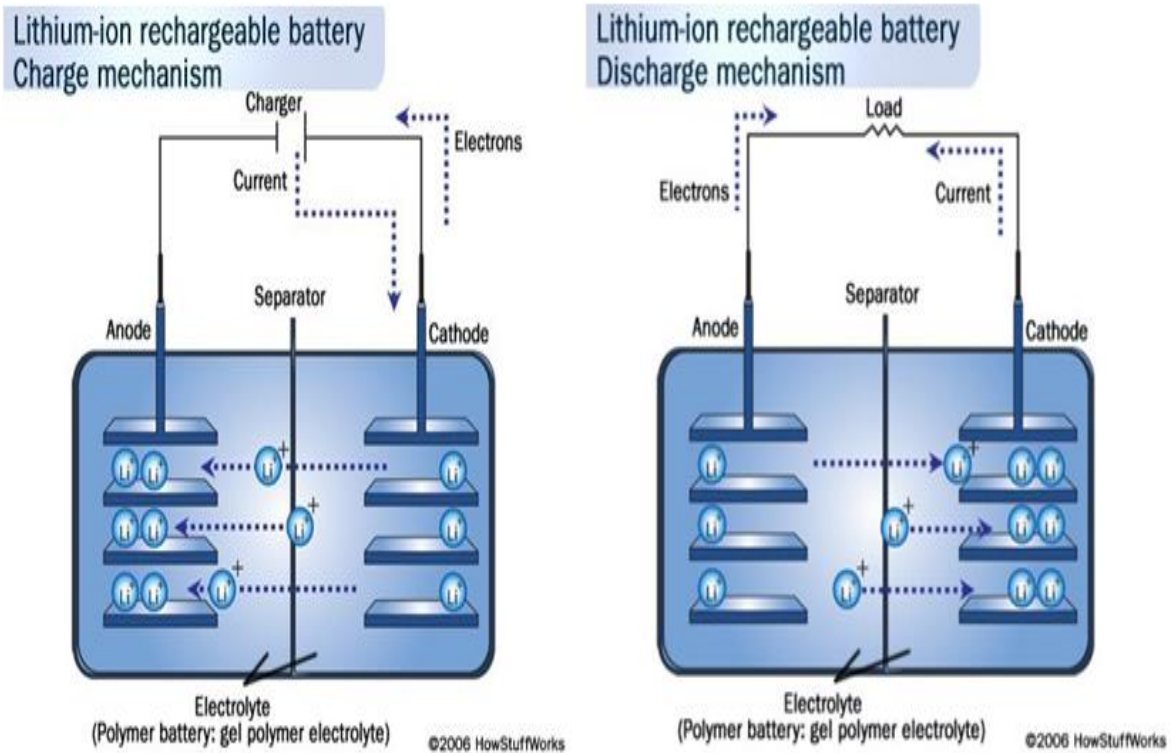 Lithium-ion rechargeable battery
Charge mechanism
Charger
Electrons
Current
Separator
Anode
Cathode
Li+
+
Li+
Li+
Li+
Li+
+
Li+
Li+
Li+
Li+
+
Li+
Li+
Li+
Electrolyte
(Polymer battery: gel polymer electrolyte)
©2006 HowStuffWorks
Lithium-ion rechargeable battery
Discharge mechanism
Load
Electrons
Current
Separator
Anode
Cathode
+
Li+
Li+
Li+
Li+
+
Li+
Li+
Li+
Li+
+
Li+
Li+
Li+
Li+
Electrolyte
(Polymer battery: gel polymer electrolyte)
©2006 HowStuffWorks